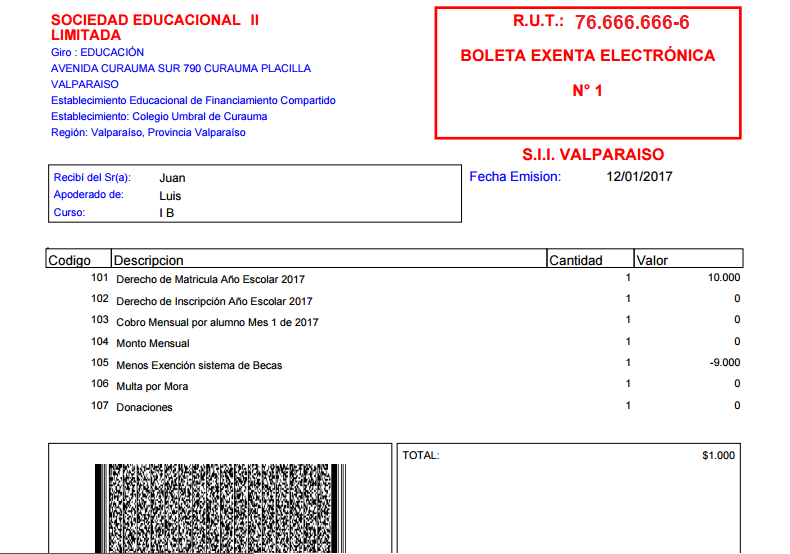 SOCIEDAD EDUCACIONAL II
LIMITADA
Giro : EDUCACIÓN
AVENIDA CURAUMA SUR 790 CURAUMA PLACILLA
VALPARAISO
Establecimiento Educacional de Financiamiento Compartido
Establecimiento: Colegio Umbral de Curauma
Región: Valparaíso, Provincia Valparaíso
R.U.T.: 76.666.666-6
BOLETA EXENTA ELECTRÓNICA
N° 1
S.I.I. VALPARAISO
Fecha Emision: 12/01/2017
Recibí del Sr(a): Juan
Apoderado de: Luis
Curso: I B
Codigo Descripcion Cantidad Valor
101 Derecho de Matricula Año Escolar 2017 1 10.000
102 Derecho de Inscripción Año Escolar 2017 1 0
103 Cobro Mensual por alumno Mes 1 de 2017 1 0
104 Monto Mensual 1 0
105 Menos Exención sistema de Becas 1 -9.000
106 Multa por Mora 1 0
107 Donaciones 1 0
TOTAL: $1.000